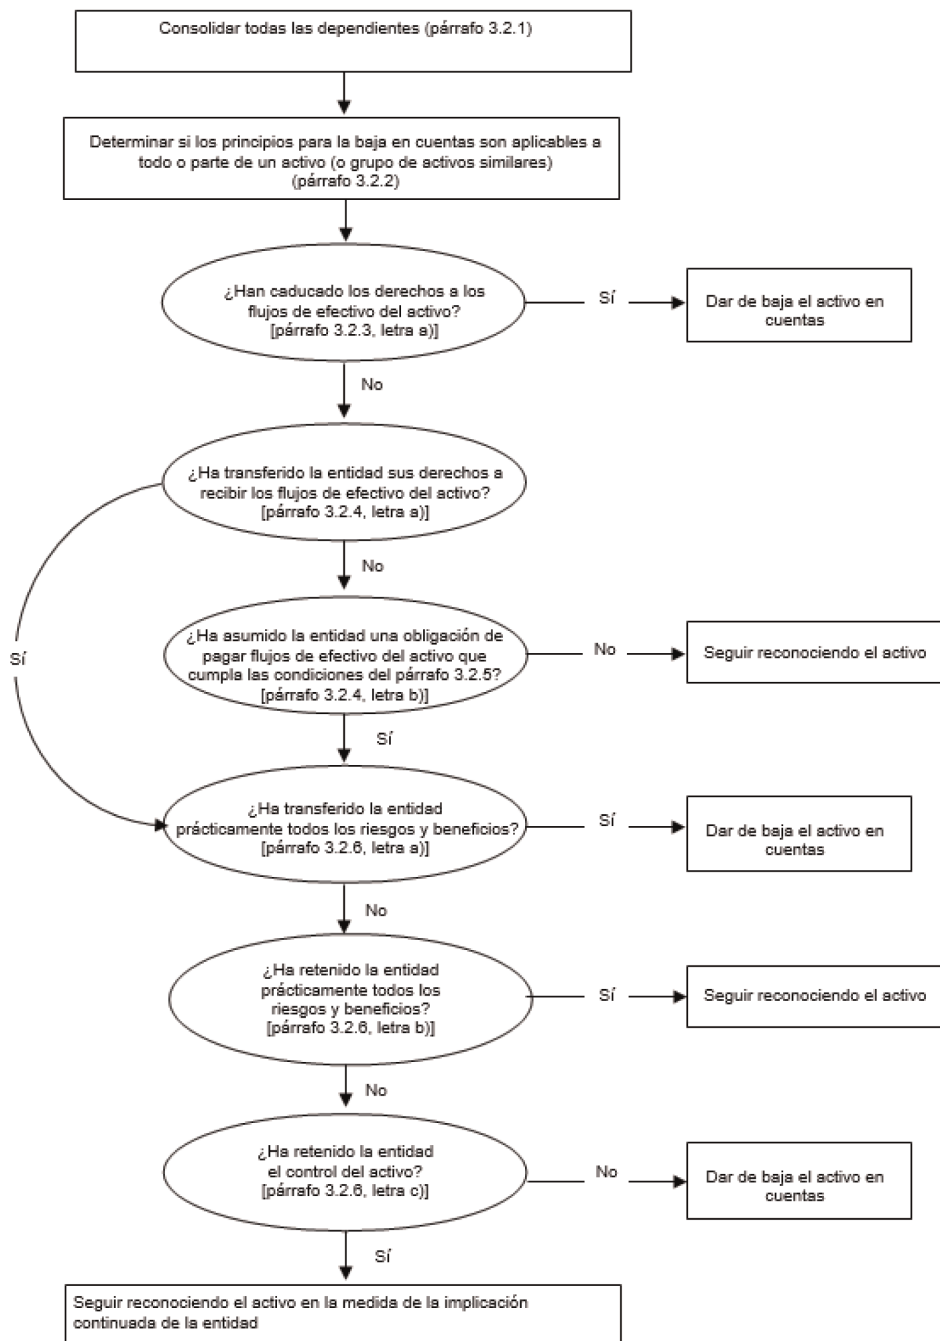 Consolidar todas las dependientes (párrafo 3.2.1)
Determinar si los principios para la baja en cuentas son aplicables a
todo o parte de un activo (o grupo de activos similares)
(párrafo 3.2.2)
¿Han caducado los derechos a los
flujos de efectivo del activo?
[párrafo 3.2.3, letra a)]
Sí
Dar de baja el activo en
cuentas
No
¿Ha transferido la entidad sus derechos a
recibir los flujos de efectivo del activo?
[párrafo 3.2.4, letra a)]
No
Sí
¿Ha asumido la entidad una obligación de
pagar flujos de efectivo del activo que
cumpla las condiciones del párrafo 3.2.5?
[párrafo 3.2.4, letra b)]
No
Seguir reconociendo el activo
Sí
¿Ha transferido la entidad
prácticamente todos los riesgos y beneficios?
[párrafo 3.2.6, letra a)]
Sí
Dar de baja el activo en
cuentas
No
¿Ha retenido la entidad
prácticamente todos los
riesgos y beneficios?
[párrafo 3.2.6, letra b)]
Sí
Seguir reconociendo el activo
No
¿Ha retenido la entidad
el control del activo?
[párrafo 3.2.6, letra c)]
No
Dar de baja el activo en
cuentas
Sí
Seguir reconociendo el activo en la medida de la implicación
continuada de la entidad